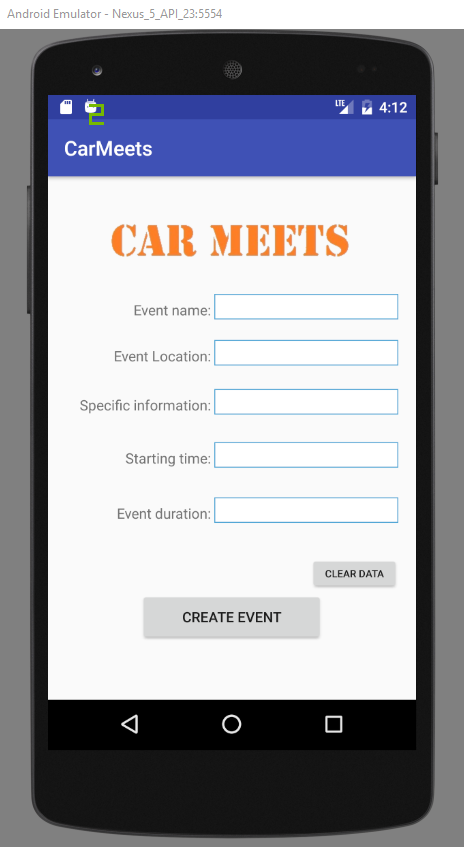 Android Emulator - Nexus_5_API_23:5554
2
LTE
4:12
CarMeets
CAR MEETS
Event name:
Event Location:
Specific information:
Starting time:
Event duration:
CLEAR DATA
CREATE EVENT